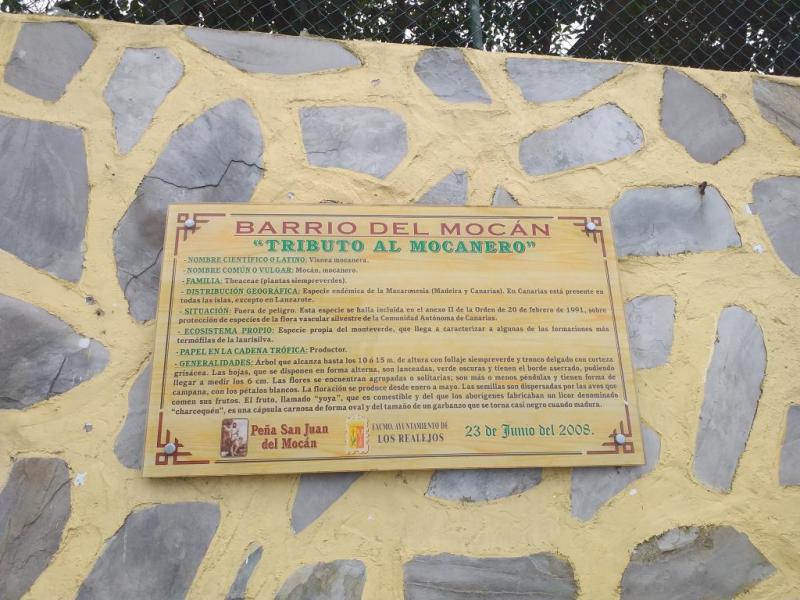 BARRIO DEL MOCÁN
"TRIBUTO AL MOCANERO"
- NOMBRE CIENTÍFICO O LATINO: Visnea mocanera.
- NOMBRE COMÚN O VULGAR: Mocán, mocanero.
- FAMILIA: Theaceae (plantas siempreverdes).
- DISTRIBUCIÓN GEOGRÁFICA: Especie endémica de la Macaronesia (Madeira y Canarias). En Canarias está presente en
todas las islas, excepto en Lanzarote.
- SITUACIÓN: Fuera de peligro. Esta especie se halla incluida en el anexo II de la Orden de 20 de febrero de 1991, sobre
protección de especies de la flora vascular silvestre de la Comunidad Autónoma de Canarias.
- ECOSISTEMA PROPIO: Especie propia del monteverde, que llega a caracterizar a algunas de las formaciones más
termófilas de la laurisilva.
- PAPEL EN LA CADENA TRÓFICA: Productor.
- GENERALIDADES: Árbol que alcanza hasta los 10 ó 15 m. de altura con follaje siempreverde y tronco delgado con corteza
grisácea. Las hojas, que se disponen en forma alterna, son lanceadas, verde oscuras y tienen el borde aserrado, pudiendo
llegar a medir los 6 cm. Las flores se encuentran agrupadas o solitarias; son más o menos péndulas y tienen forma de
campana, con los pétalos blancos. La floración se produce desde enero a mayo. Las semillas son dispersadas por las aves que
comen sus frutos. El fruto, llamado "yoya", que es comestible y del que los aborígenes fabricaban un licor denominado
"charcequén", es una cápsula carnosa de forma oval y del tamaño de un garbanzo que se torna casi negro cuando madura.
Peña San Juan
del Mocán
EXCMO. AYUNTAMIENTO DE
LOS REALEJOS
23 de Junio del 2008.